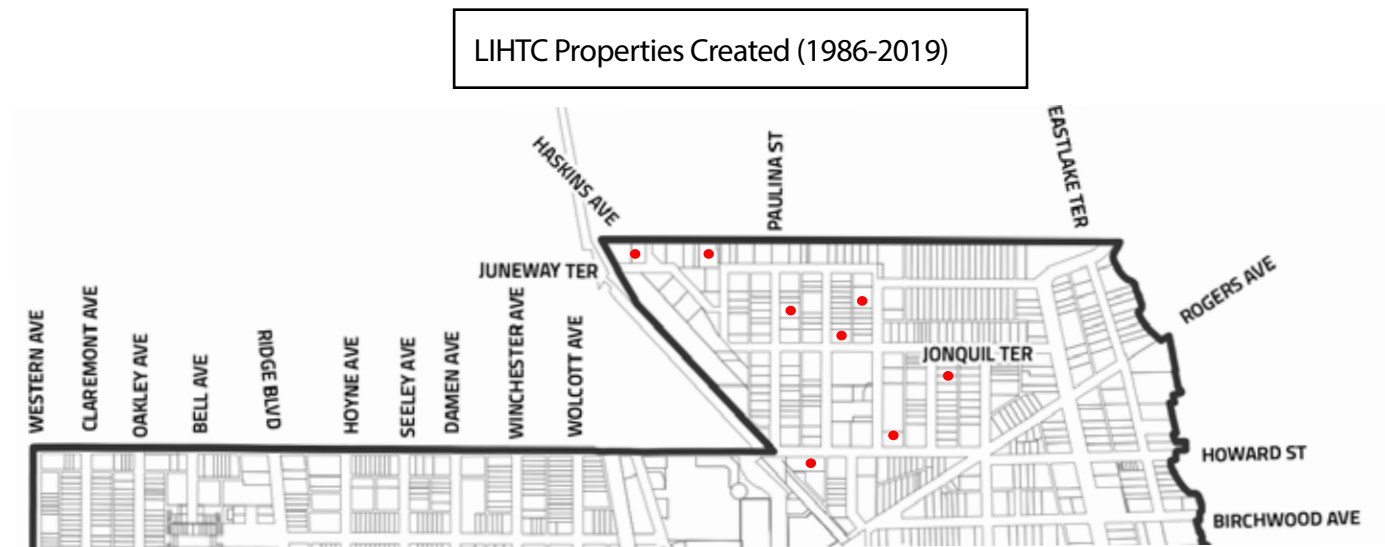 LIHTC Properties Created (1986-2019)
HASKINS AVE
PAULINA ST
EASTLAKE TER
JUNEWAY TER
ROGERS AVE
WESTERN AVE
CLAREMONT AVE
OAKLEY AVE
BELL AVE
RIDGE BLVD
HOYNE AVE
SEELEY AVE
DAMEN AVE
WINCHESTER AVE
WOLCOTT AVE
JONQUIL TER
HOWARD ST
BIRCHWOOD AVE